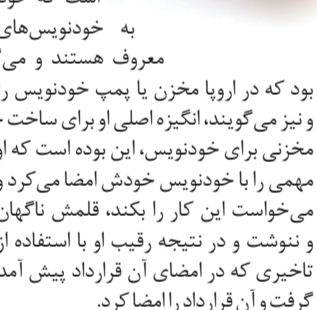 است که خود
به خودنویس‌های
معروف هستند و می‌
بود که در اروپا مخزن یا پمپ خودنویس را
و نیز می‌گویند، انگیزه اصلی او برای ساخت
مخزنی برای خودنویس، این بوده است که او
مهمی را با خودنویس خودش امضا می‌کرد و
می‌خواست این کار را بکند، قلمش ناگهان
و ننوشت و در نتیجه رقیب او با استفاده از
تاخیری که در امضای آن قرارداد پیش آمد
گرفت و آن قرارداد را امضا کرد.